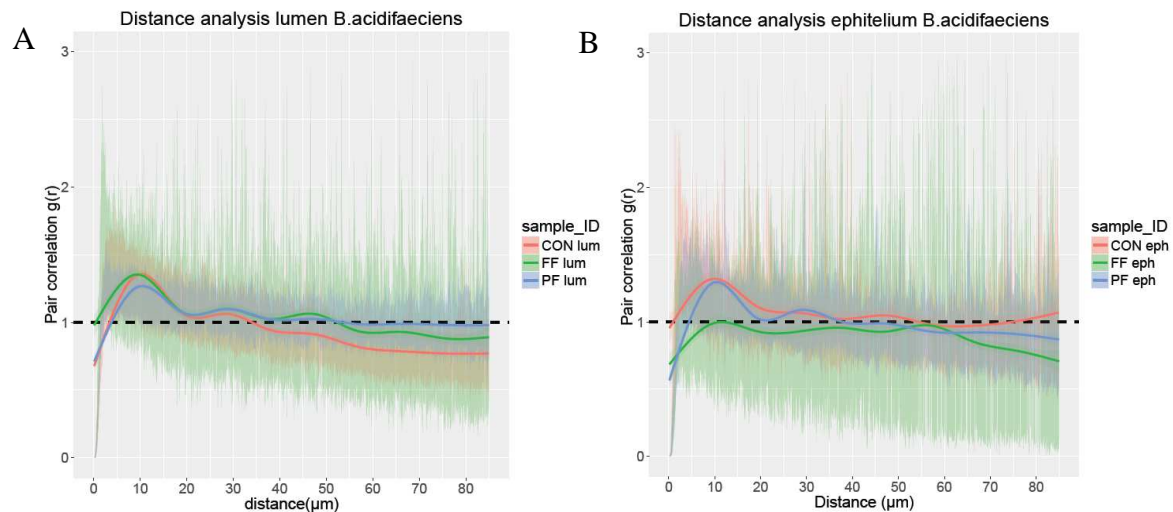 A
Distance analysis lumen B.acidifaeciens
Pair correlation g(r)
3
2
1
0
0 10 20 30 40 50 60 70 80
distance(µm)
sample_ID
CON lum
FF lum
PF lum
B
Distance analysis ephitelium B.acidifaeciens
Pair correlation g(r)
3
2
1
0
0 10 20 30 40 50 60 70 80
Distance (µm)
sample_ID
CON eph
FF eph
PF eph